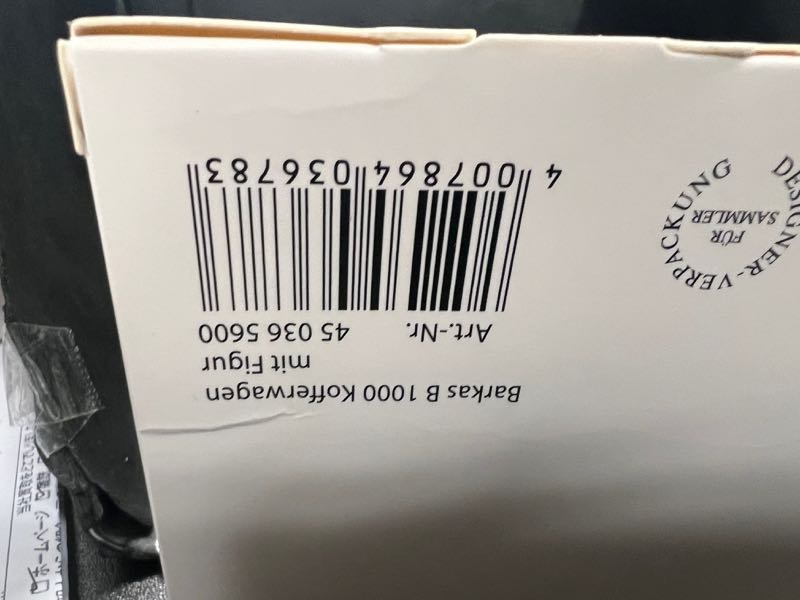 Barkas B 1000 Kofferwagen
mit Figur
Art.-Nr. 45 036 5600
4 007864 036783
DESIGNER-VERPACKUNG
FÜR
SAMMLER